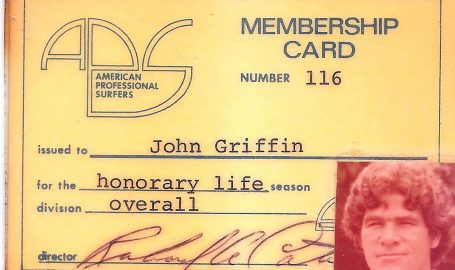 APS
MEMBERSHIP
CARD
AMERICAN
PROFESSIONAL
SURFERS
NUMBER 116
issued to John Griffin
for the honorary life season
division overall
director